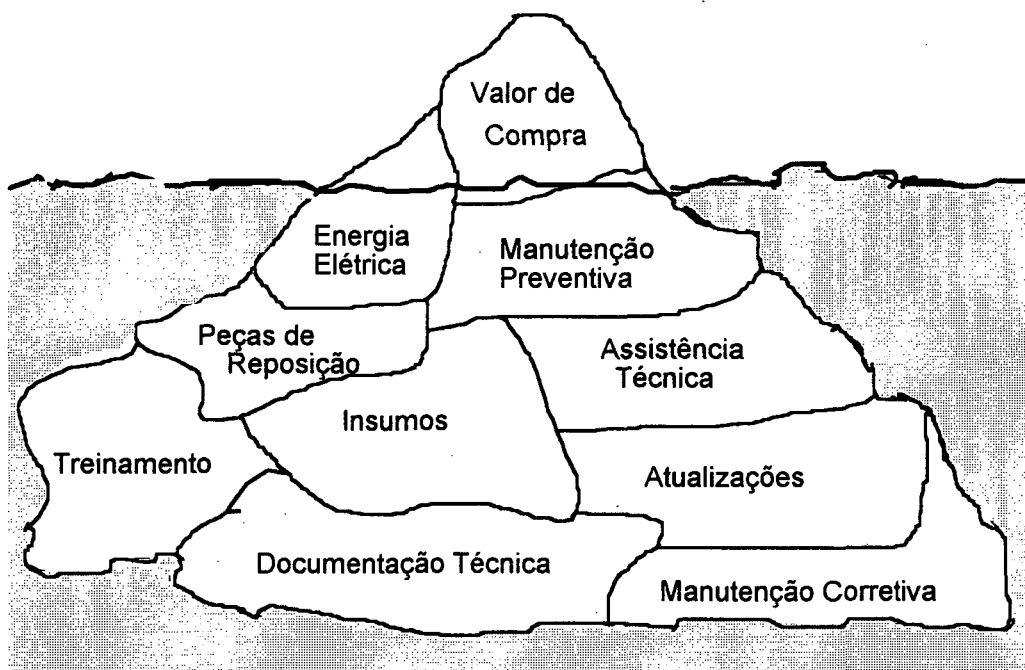 Valor de
Compra
Energia
Elétrica
Manutenção
Preventiva
Peças de
Reposição
Assistência
Técnica
Insumos
Treinamento
Atualizações
Documentação Técnica
Manutenção Corretiva